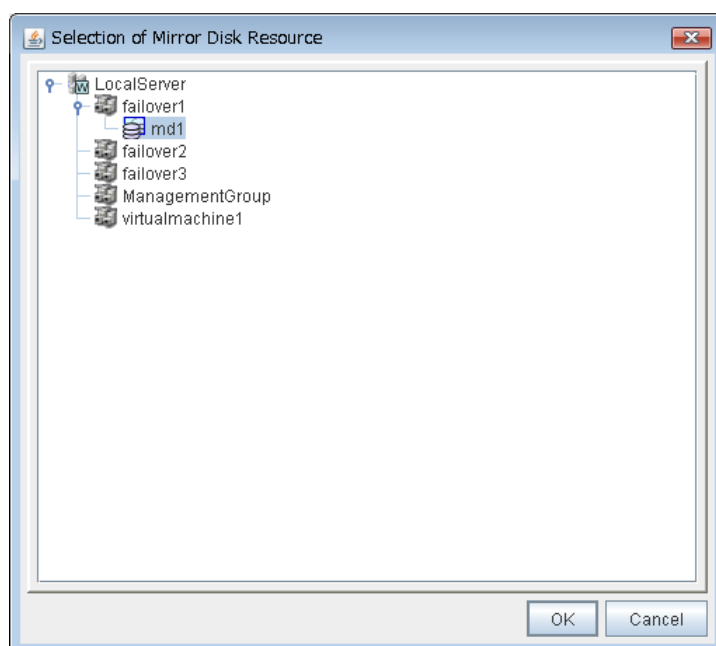 Selection of Mirror Disk Resource
LocalServer
failover1
md1
failover2
failover3
ManagementGroup
virtualmachine1
OK Cancel